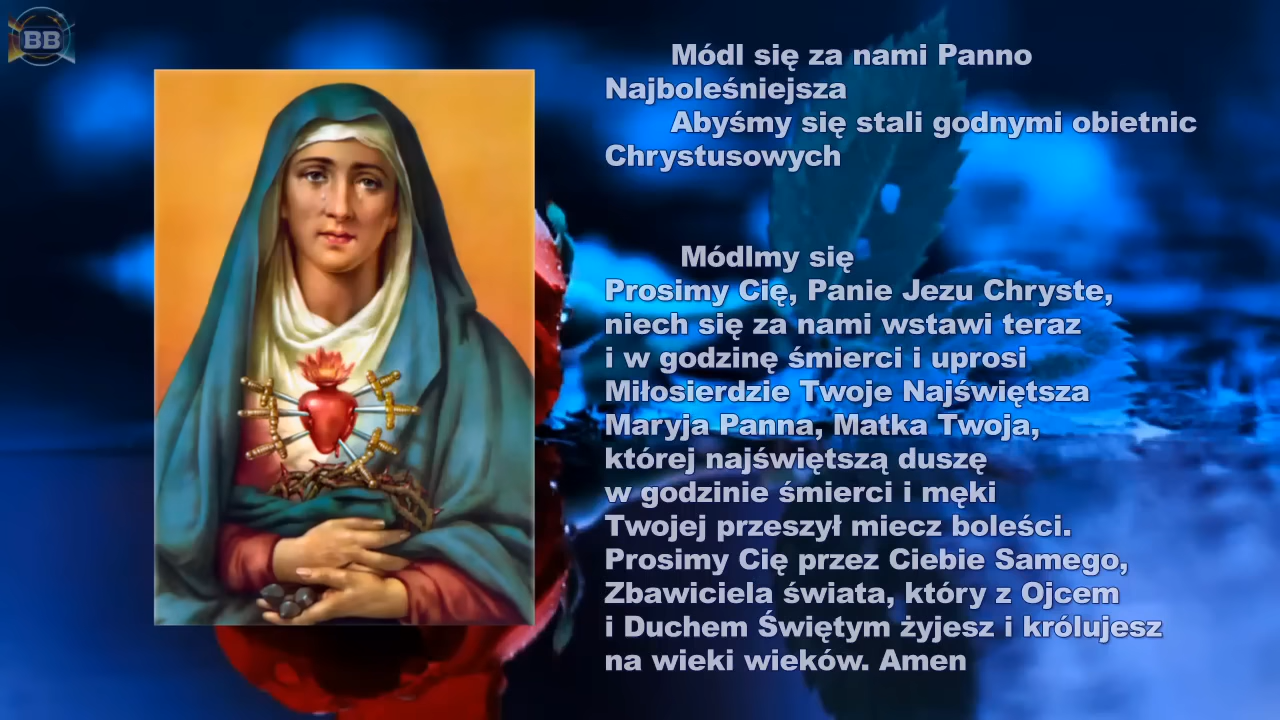 BB
Módl się za nami Panno
Najboleśniejsza
Abyśmy się stali godnymi obietnic
Chrystusowych
Módlmy się
Prosimy Cię, Panie Jezu Chryste,
niech się za nami wstawi teraz
i w godzinę śmierci i uprosi
Miłosierdzie Twoje Najświętsza
Maryja Panna, Matka Twoja,
której najświętszą duszę
w godzinie śmierci i męki
Twojej przeszył miecz boleści.
Prosimy Cię przez Ciebie Samego,
Zbawiciela świata, który z Ojcem
i Duchem Świętym żyjesz i królujesz
na wieki wieków. Amen